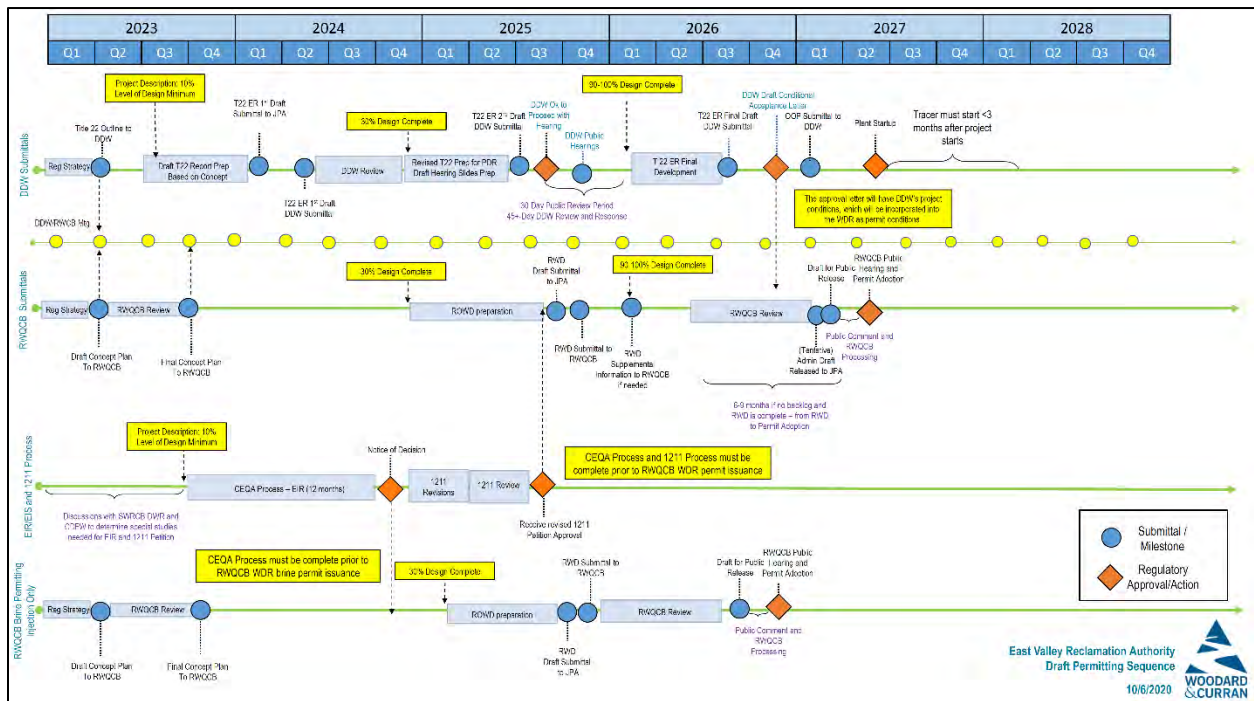 2023
2024
2025
2026
2027
2028
Q1 Q2 Q3 Q4
Q1 Q2 Q3 Q4
Q1 Q2 Q3 Q4
Q1 Q2 Q3 Q4
Q1 Q2 Q3 Q4
Q1 Q2 Q3 Q4
DDW Submittals
Project Description: 10%
Level of Design Minimum
Title 22 Outline to
DDW
T22 ER 1st Draft
Submittal to JPA
30% Design Complete
T22 ER 2nd Draft
DDW Submittal
DDW Ok to
Proceed with
Hearing
DDW Public
Hearings
90-100% Design Complete
T22 ER Final Draft
DDW Submittal
DDW Draft Conditional
Acceptance Letter
OOP Submittal to
DDW
Plant Startup
Tracer must start <3
months after project
starts
Reg Strategy
Draft T22 Report Prep
Based on Concept
DDW Review
Revised T22 Prep for PDR
Draft Hearing Slides Prep
T22 ER Final
Development
T22 ER 1st Draft
DDW Submittal
30 Day Public Review Period
45+ Day DDW Review and Response
The approval letter will have DDW's project
conditions, which will be incorporated into
the WDR as permit conditions
DDW/RWCB Mtg
RWQCB Submittals
30% Design Complete
RWD
Draft Submittal
to JPA
90-100% Design Complete
Draft for Public
Release
RWQCB Public
Hearing and
Permit Adoption
Reg Strategy
RWQCB Review
ROWD preparation
RWQCB Review
Draft Concept Plan
To RWQCB
Final Concept Plan
To RWQCB
RWD Submittal to
RWQCB
RWD
Supplemental
Information to RWQCB
if needed
(Tentative)
Admin Draft
Released to JPA
Public Comment and
RWQCB
Processing
6-9 months if no backlog and
RWD is complete – from RWD
to Permit Adoption
EIR/EIS and 1211 Process
Project Description: 10%
Level of Design Minimum
Notice of Decision
CEQA Process and 1211 Process must be
complete prior to RWQCB WDR permit issuance
CEQA Process – EIR (12 months)
1211
Revisions
1211 Review
Discussions with SWRCB DWR and
CDFW to determine special studies
needed for EIR and 1211 Petition
Receive revised 1211
Petition Approval
Submittal /
Milestone
Regulatory
Approval/Action
RWQCB Brine Permitting
Injection Only
CEQA Process must be complete prior to
RWQCB WDR brine permit issuance
30% Design Complete
RWD Submittal to
RWQCB
Draft for Public
Release
RWQCB Public
Hearing and
Permit Adoption
Reg Strategy
RWQCB Review
ROWD preparation
RWQCB Review
Draft Concept Plan
To RWQCB
Final Concept Plan
To RWQCB
RWD
Draft Submittal
to JPA
Public Comment and
RWQCB
Processing
East Valley Reclamation Authority
Draft Permitting Sequence
10/6/2020
WOODARD
&CURRAN